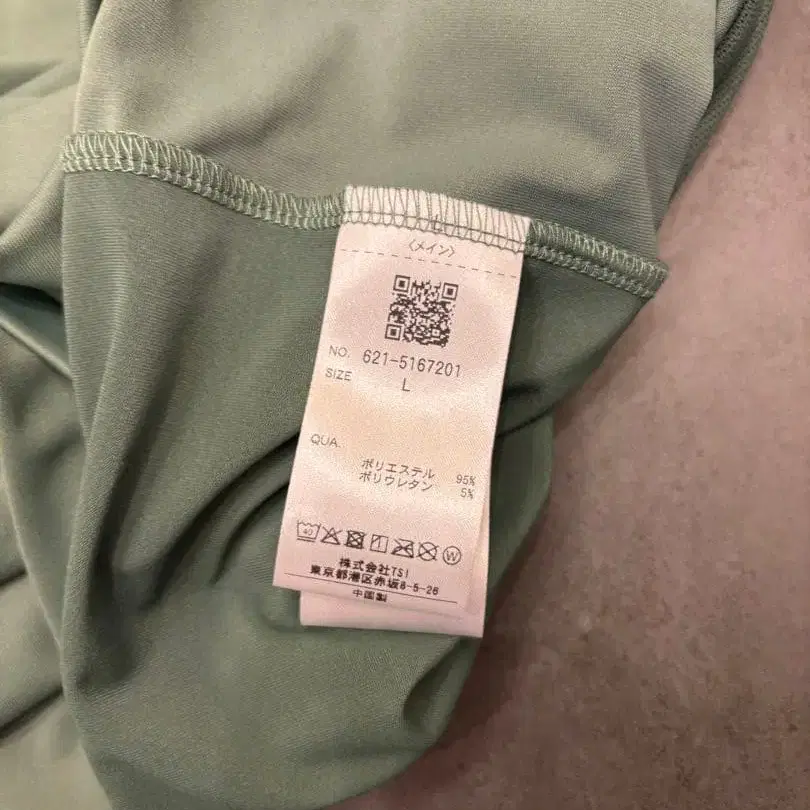 〈メイン〉
NO. 621-5167201
SIZE L
QUA.
ポリエステル 95%
ポリウレタン 5%
40 W
株式会社TSI
東京都港区赤坂8-5-26
中国製